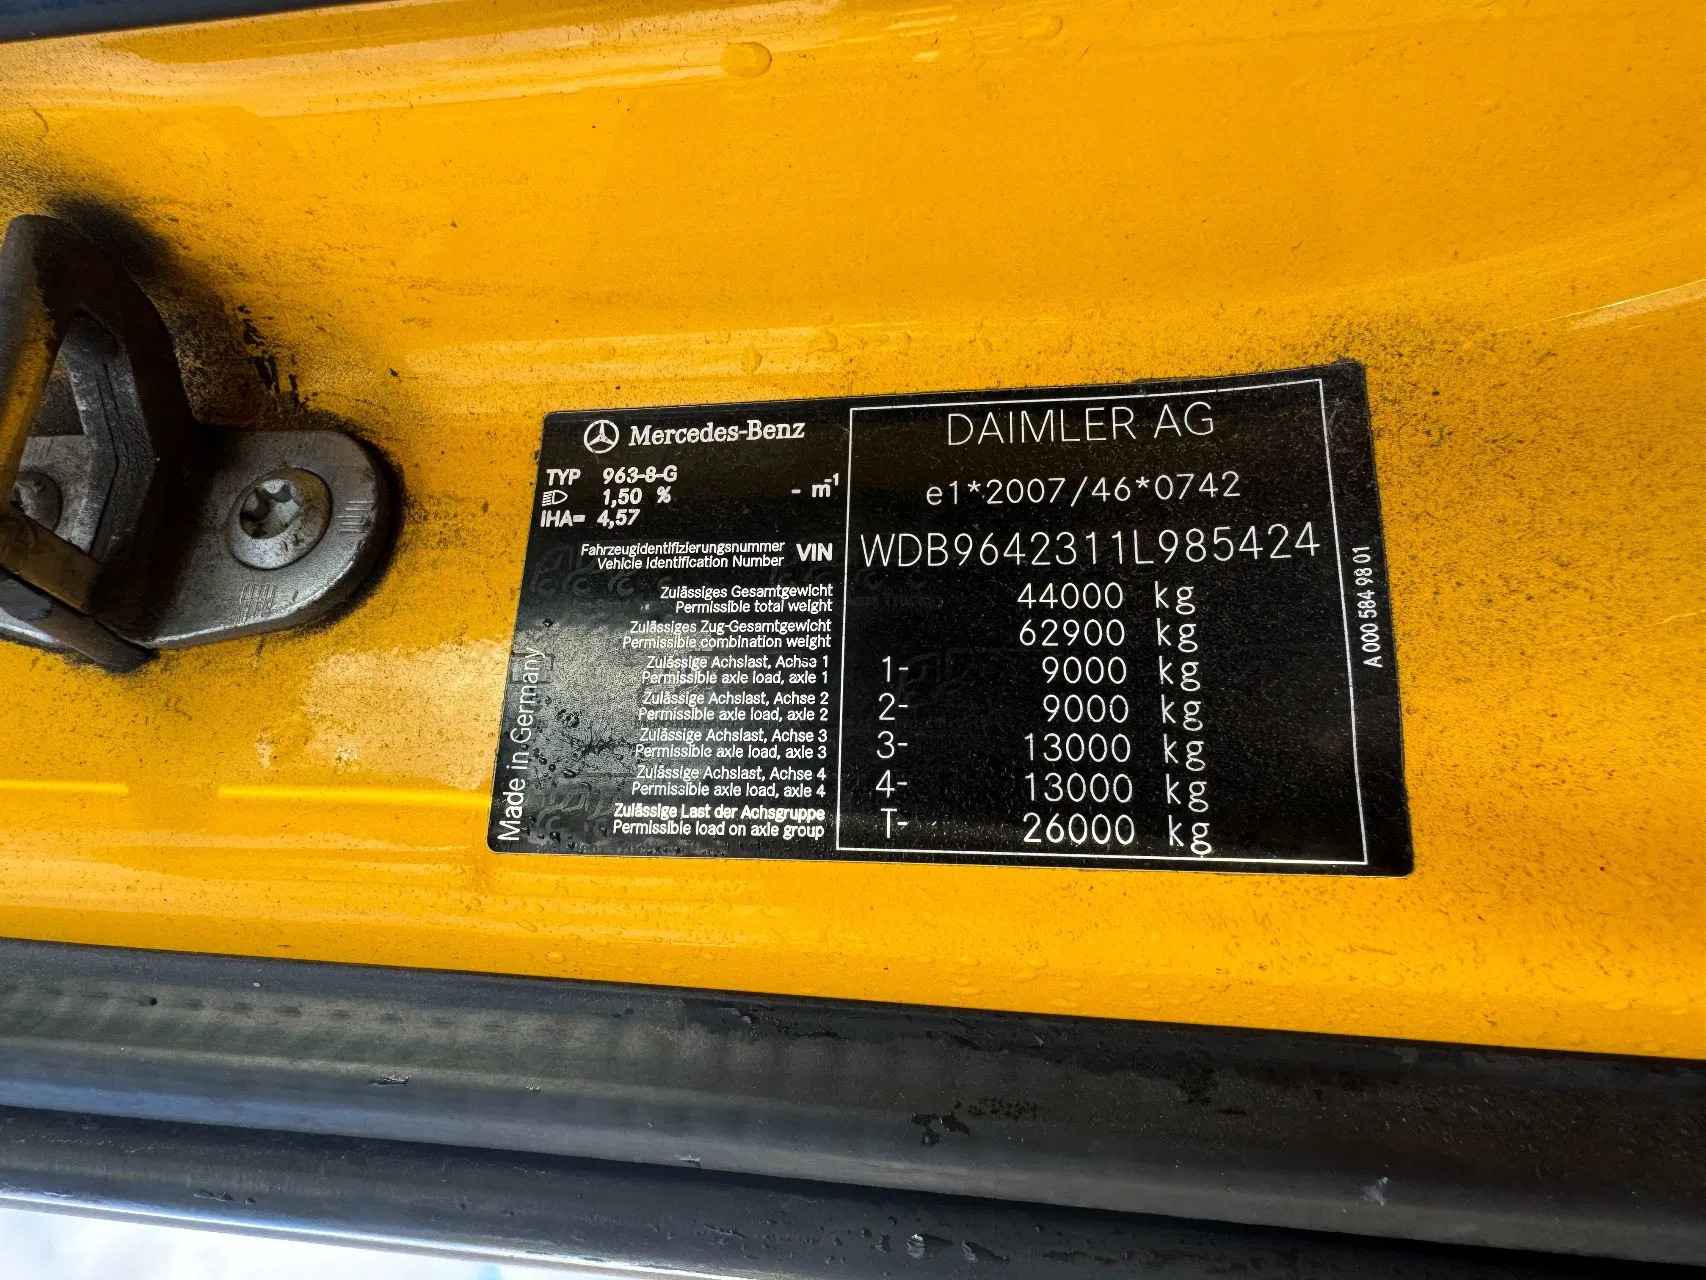 Mercedes-Benz
TYP 963-8-G
1,50 % - m⁻¹
IHA= 4,57
DAIMLER AG
e1*2007/46*0742
Fahrzeugidentifizierungsnummer
Vehicle Identification Number
VIN WDB9642311L985424
Zulässiges Gesamtgewicht
Permissible total weight
44000 kg
Zulässiges Zug-Gesamtgewicht
Permissible combination weight
62900 kg
Zulässige Achslast, Achse 1
Permissible axle load, axle 1
1- 9000 kg
Zulässige Achslast, Achse 2
Permissible axle load, axle 2
2- 9000 kg
Zulässige Achslast, Achse 3
Permissible axle load, axle 3
3- 13000 kg
Zulässige Achslast, Achse 4
Permissible axle load, axle 4
4- 13000 kg
Zulässige Last der Achsgruppe
Permissible load on axle group
T- 26000 kg
Made in Germany
A 000 584 98 01